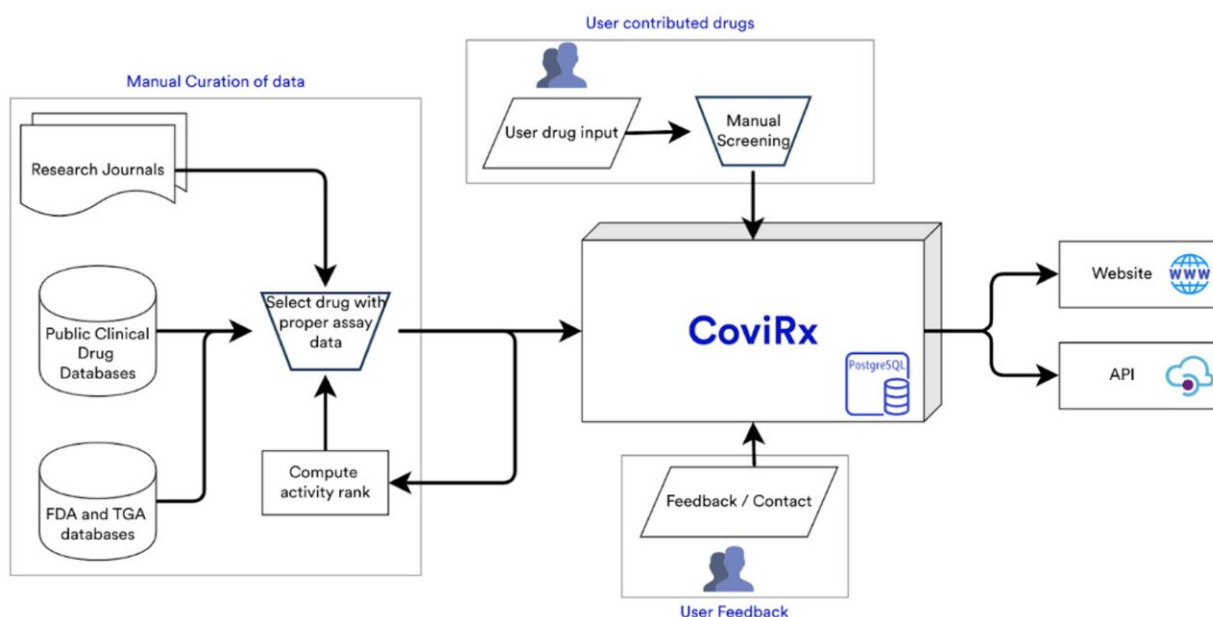 User contributed drugs
Manual Curation of data
Research Journals
User drug input
Manual
Screening
Public Clinical
Drug
Databases
Select drug with
proper assay
data
CoviRx
PostgreSQL
Website
WWW
API
FDA and TGA
databases
Compute
activity rank
Feedback / Contact
User Feedback